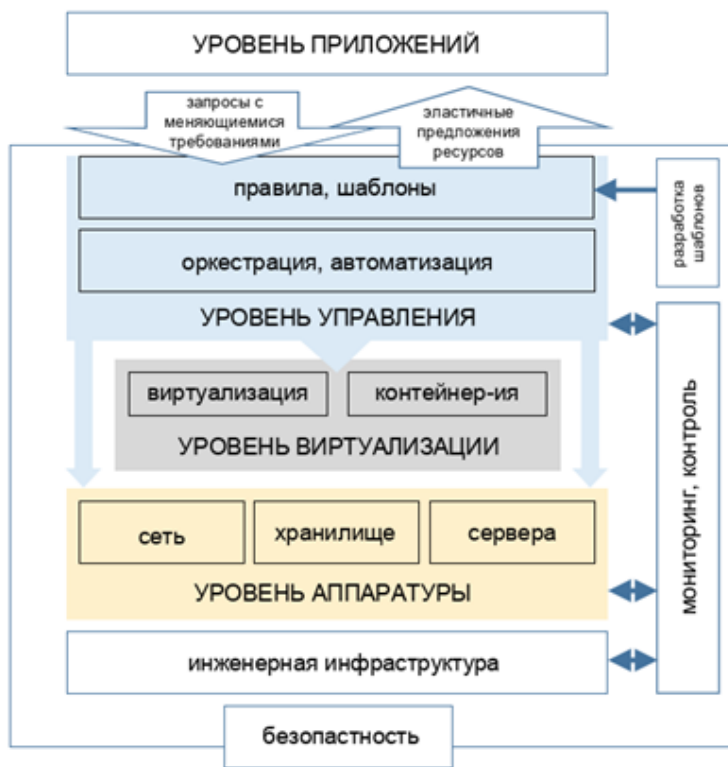 УРОВЕНЬ ПРИЛОЖЕНИЙ
запросы с
меняющиемися
требованиями
эластичные
предложения
ресурсов
правила, шаблоны
разработка
шаблонов
оркестрация, автоматизация
УРОВЕНЬ УПРАВЛЕНИЯ
виртуализация
контейнер-ия
УРОВЕНЬ ВИРТУАЛИЗАЦИИ
мониторинг, контроль
сеть
хранилище
сервера
УРОВЕНЬ АППАРАТУРЫ
инженерная инфраструктура
безопастность